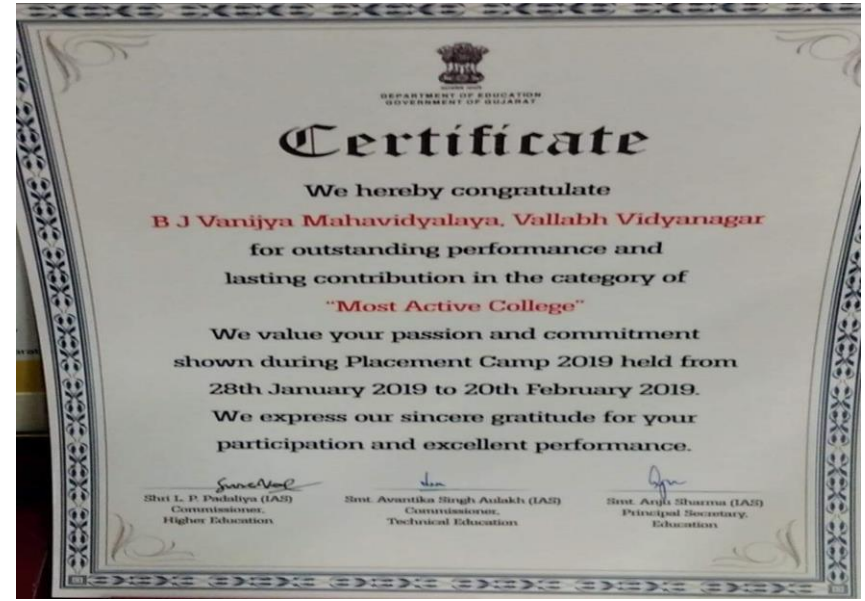 DEPARTMENT OF EDUCATION
GOVERNMENT OF GUJARAT
Certificate
We hereby congratulate
B J Vanijya Mahavidyalaya, Vallabh Vidyanagar
for outstanding performance and
lasting contribution in the category of
"Most Active College"
We value your passion and commitment
shown during Placement Camp 2019 held from
28th January 2019 to 20th February 2019.
We express our sincere gratitude for your
participation and excellent performance.
Shri L. P. Padaliya (IAS)
Commissioner,
Higher Education
Smt. Avantika Singh Aulakh (IAS)
Commissioner,
Technical Education
Smt. Anju Sharma (IAS)
Principal Secretary,
Education